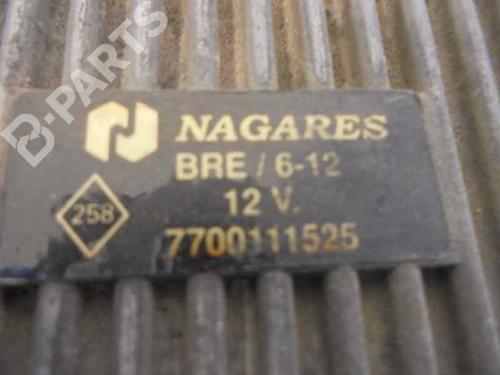 B-PARTS
NAGARES
BRE / 6-12
258
12 V.
7700111525